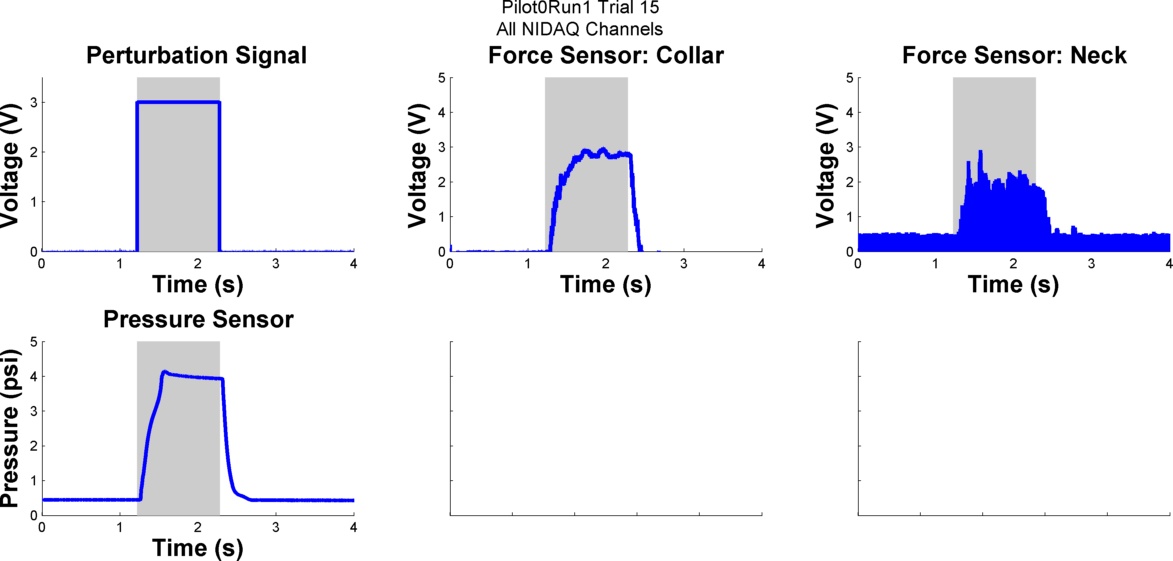 Pilot0Run1 Trial 15
All NIDAQ Channels
Perturbation Signal
Voltage (V)
3
2
1
0
0 1 2 3 4
Time (s)
Force Sensor: Collar
Voltage (V)
5
4
3
2
1
0
0 1 2 3 4
Time (s)
Force Sensor: Neck
Voltage (V)
5
4
3
2
1
0
0 1 2 3 4
Time (s)
Pressure Sensor
Pressure (psi)
5
4
3
2
1
0
0 1 2 3 4
Time (s)